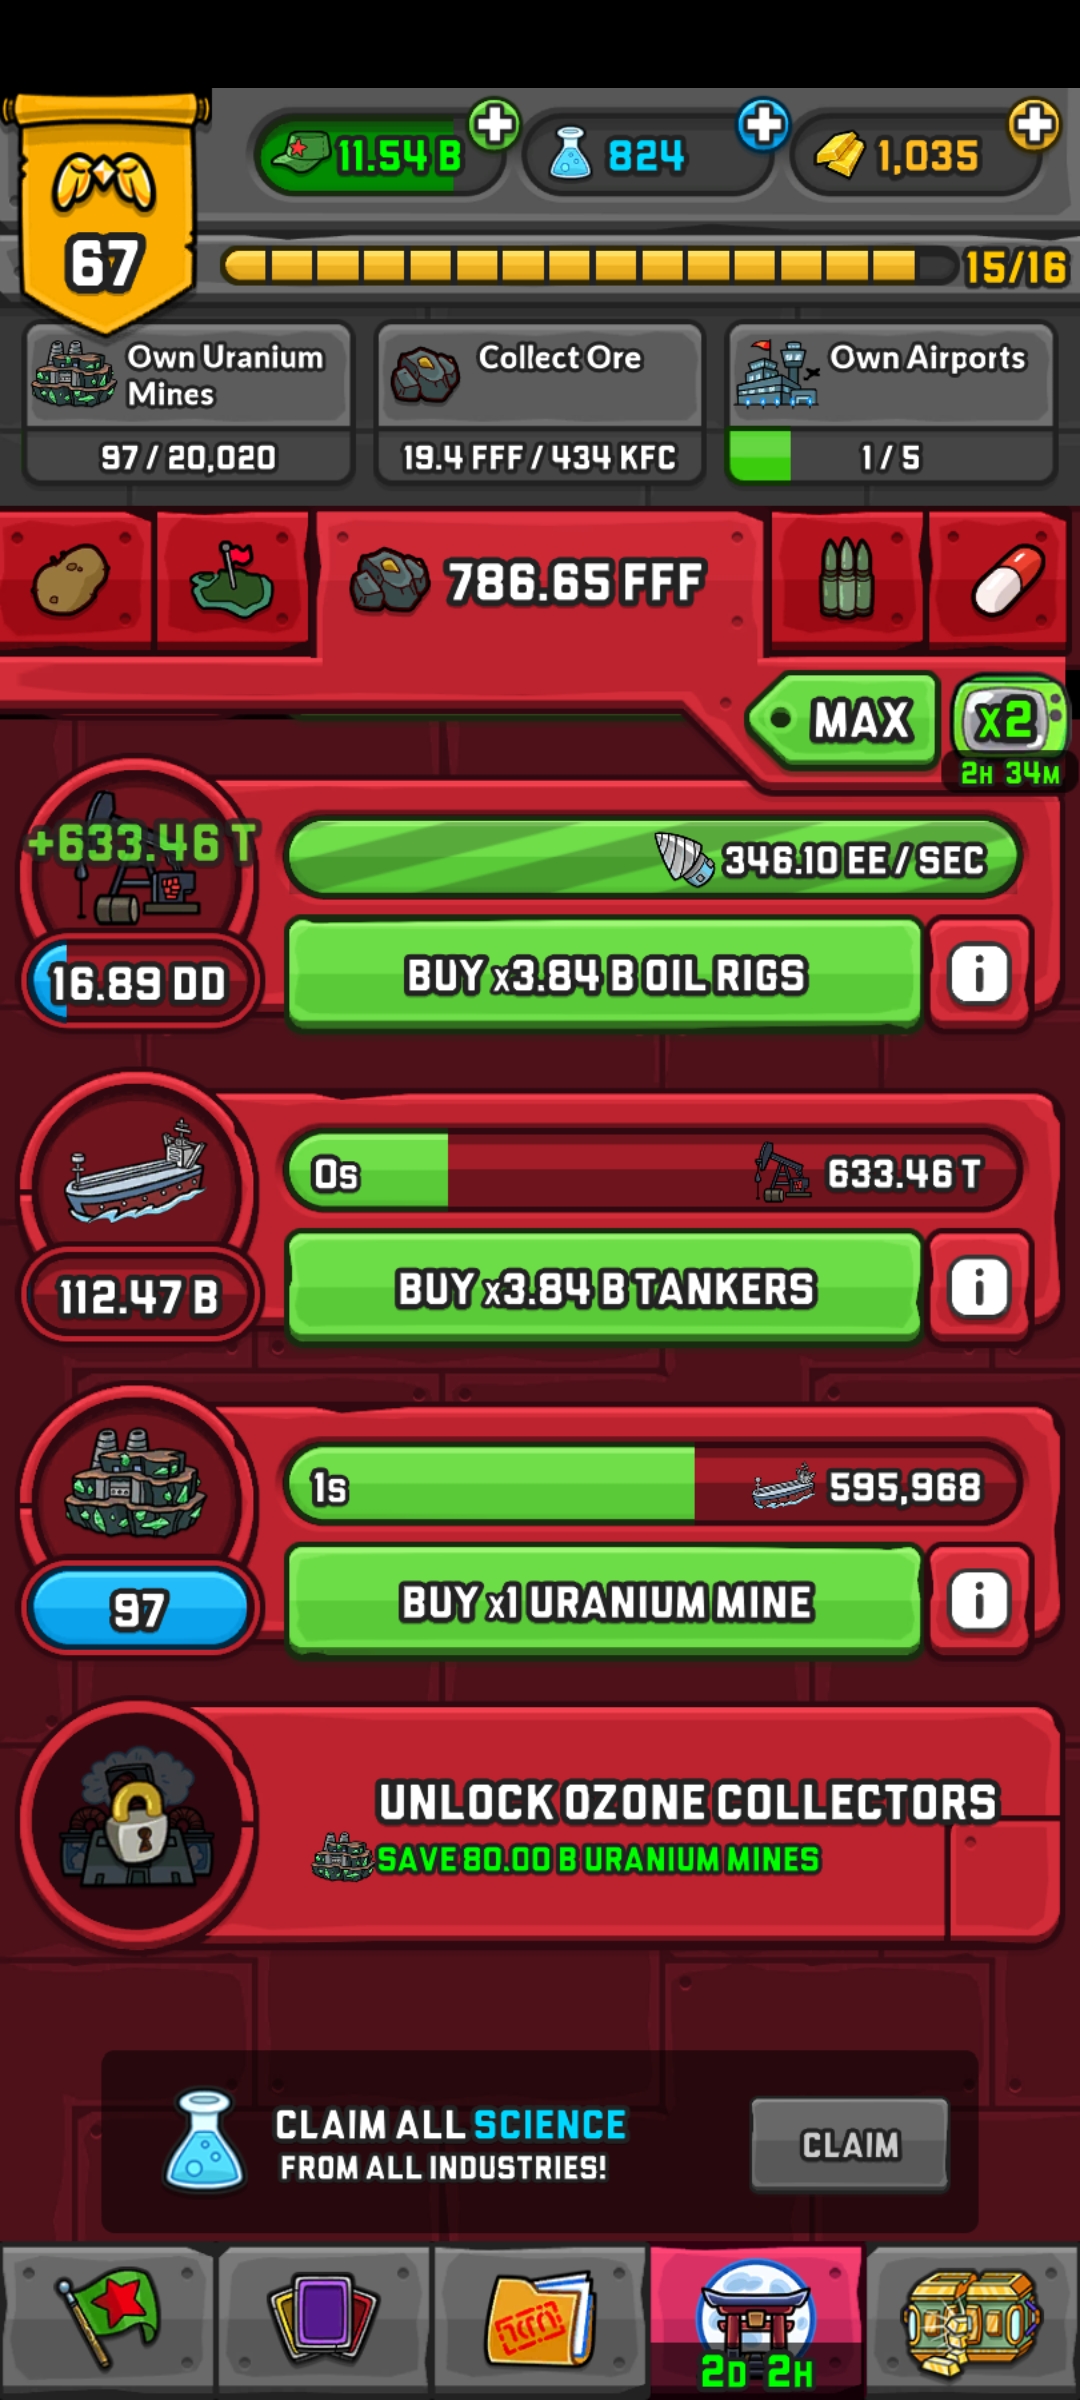 11.54 B
824
1,035
67
15/16
Own Uranium
Mines
97 / 20,020
Collect Ore
19.4 FFF / 434 KFC
Own Airports
1 / 5
786.65 FFF
MAX
x2
2H 34M
+633.46 T
346.10 EE / SEC
16.89 DD
BUY x3.84 B OIL RIGS
i
0s
633.46 T
112.47 B
BUY x3.84 B TANKERS
i
1s
595,968
97
BUY x1 URANIUM MINE
i
UNLOCK OZONE COLLECTORS
SAVE 80.00 B URANIUM MINES
CLAIM ALL SCIENCE
FROM ALL INDUSTRIES!
CLAIM
2D 2H